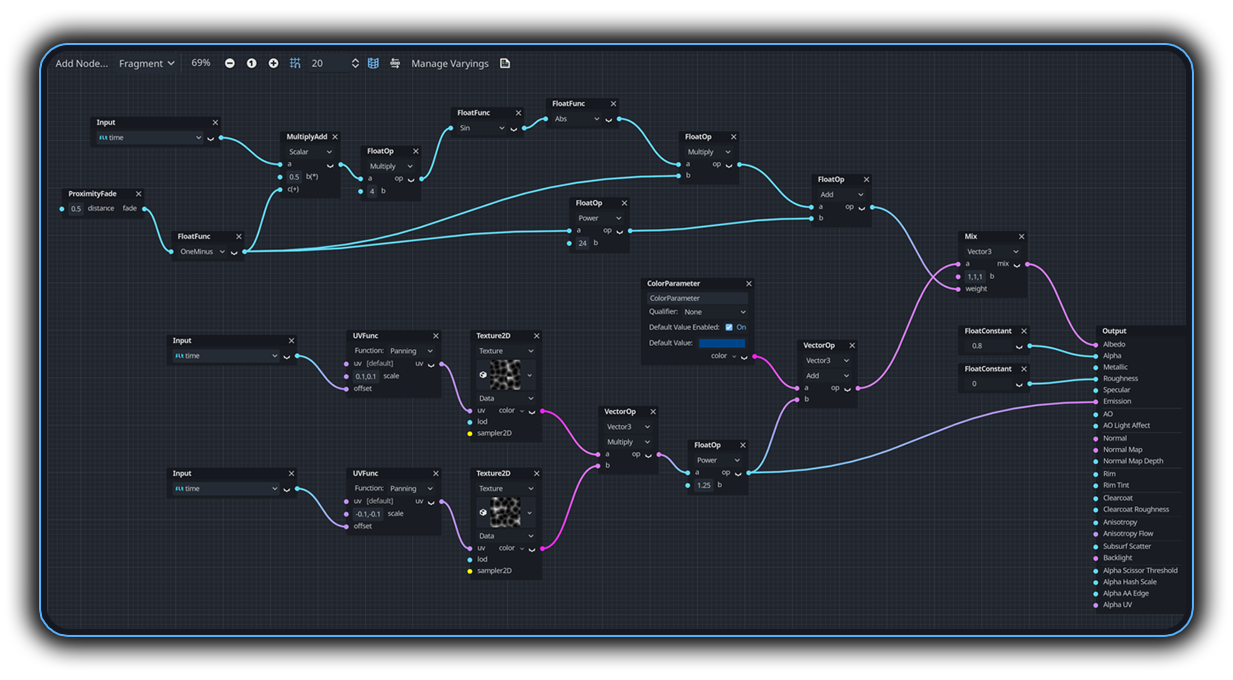 Add Node... Fragment 69% 1 20 Manage Varyings
Input
Flt time
ProximityFade
0.5 distance fade
FloatFunc
OneMinus
MultiplyAdd
Scalar
a
0.5 b(*)
c(+)
FloatOp
Multiply
a op
4 b
FloatFunc
Sin
FloatFunc
Abs
FloatOp
Multiply
a op
b
FloatOp
Power
a op
24 b
FloatOp
Add
a op
b
Mix
Vector3
a mix
1,1,1 b
weight
ColorParameter
ColorParameter
Qualifier: None
Default Value Enabled: On
Default Value:
color
Input
Flt time
UVFunc
Function: Panning
uv [default] uv
0.1,0.1 scale
offset
Texture2D
Texture
Data
uv color
lod
sampler2D
Input
Flt time
UVFunc
Function: Panning
uv [default] uv
-0.1,-0.1 scale
offset
Texture2D
Texture
Data
uv color
lod
sampler2D
VectorOp
Vector3
Multiply
a op
b
FloatOp
Power
a op
1.25 b
VectorOp
Vector3
Add
a op
b
FloatConstant
0.8
FloatConstant
0
Output
Albedo
Alpha
Metallic
Roughness
Specular
Emission
AO
AO Light Affect
Normal
Normal Map
Normal Map Depth
Rim
Rim Tint
Clearcoat
Clearcoat Roughness
Anisotropy
Anisotropy Flow
Subsurf Scatter
Backlight
Alpha Scissor Threshold
Alpha Hash Scale
Alpha AA Edge
Alpha UV